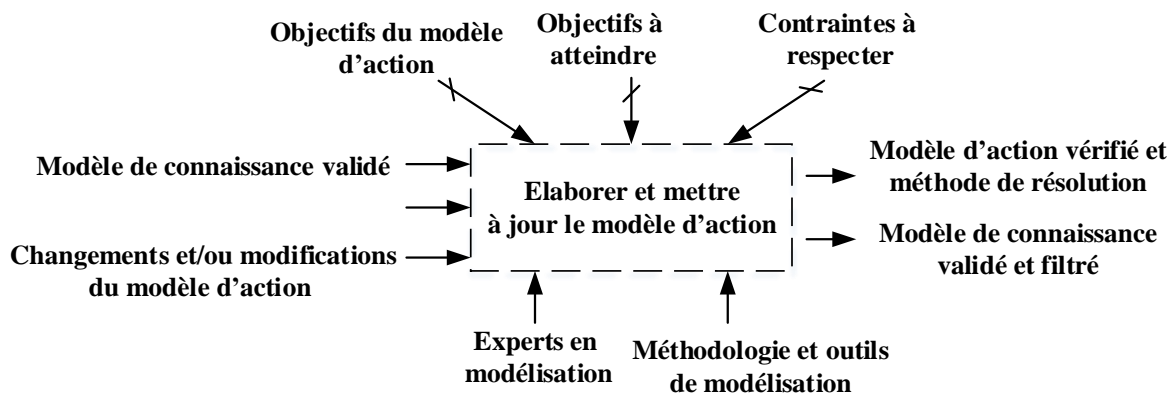 Objectifs du modèle
d’action
Objectifs à
atteindre
Contraintes à
respecter
Modèle de connaissance validé
Changements et/ou modifications
du modèle d’action
Elaborer et mettre
à jour le modèle d’action
Modèle d’action vérifié et
méthode de résolution
Modèle de connaissance
validé et filtré
Experts en
modélisation
Méthodologie et outils
de modélisation